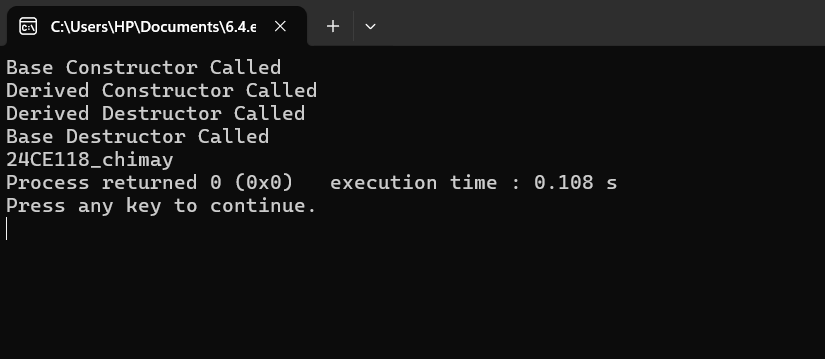 C:\Users\HP\Documents\6.4.e
Base Constructor Called
Derived Constructor Called
Derived Destructor Called
Base Destructor Called
24CE118_chimay
Process returned 0 (0x0)   execution time : 0.108 s
Press any key to continue.